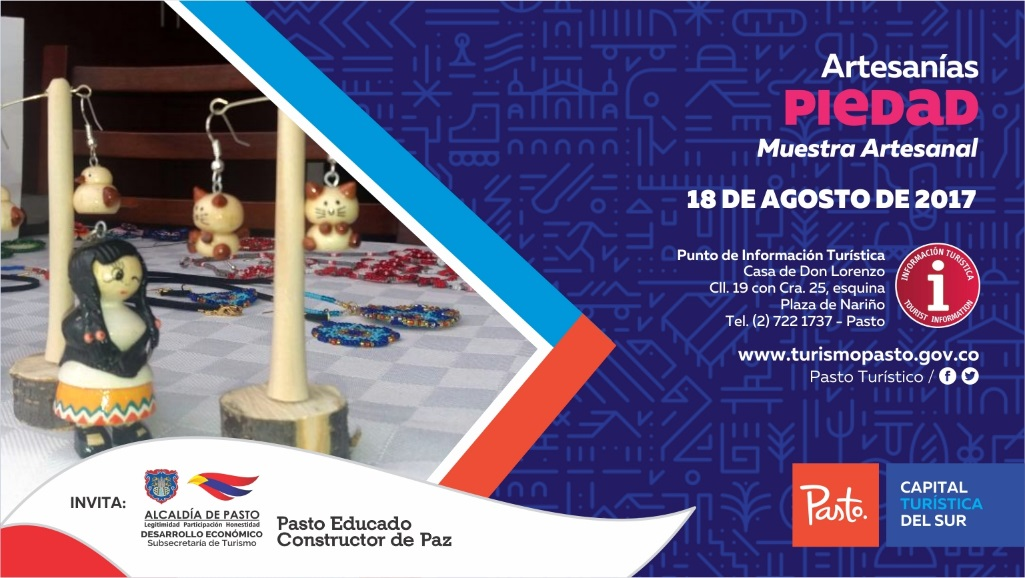 Artesanías
PIEDAD
Muestra Artesanal
18 DE AGOSTO DE 2017
Punto de Información Turística
Casa de Don Lorenzo
Cll. 19 con Cra. 25, esquina
Plaza de Nariño
Tel. (2) 722 1737 - Pasto
INFORMACIÓN TURÍSTICA
i
TOURIST INFORMATION
www.turismopasto.gov.co
Pasto Turístico /
INVITA:
ALCALDÍA DE PASTO
Legitimidad Participación Honestidad
DESARROLLO ECONÓMICO
Subsecretaría de Turismo
Pasto Educado
Constructor de Paz
Pasto.
CAPITAL
TURÍSTICA
DEL SUR